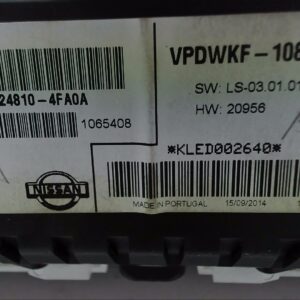 24810-4FA0A
1065408
NISSAN
VPDWKF-108
SW: LS-03.01.01
HW: 20956
*KLED002640*
MADE IN PORTUGAL 15/09/2014